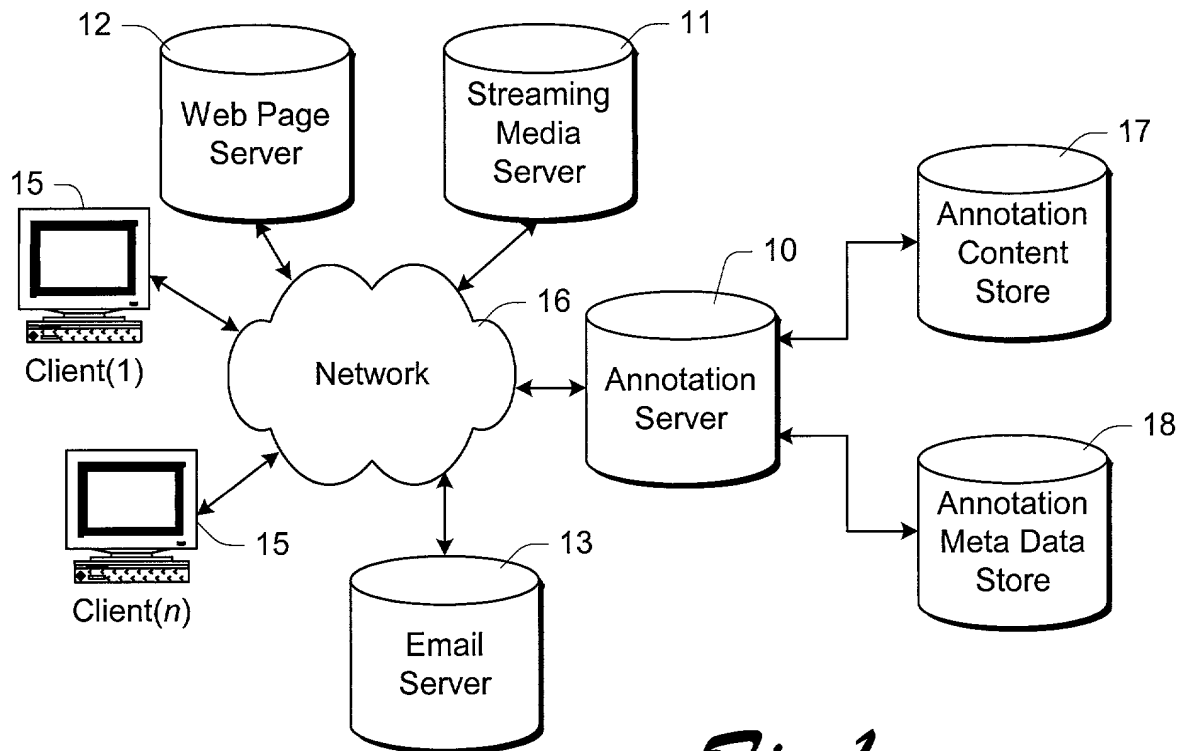 12
11
Web Page
Server
Streaming
Media
Server
17
15
Annotation
Content
Store
10
16
Client(1)
Network
Annotation
Server
18
15
Annotation
Meta Data
Store
13
Client(n)
Email
Server
Fig. 1